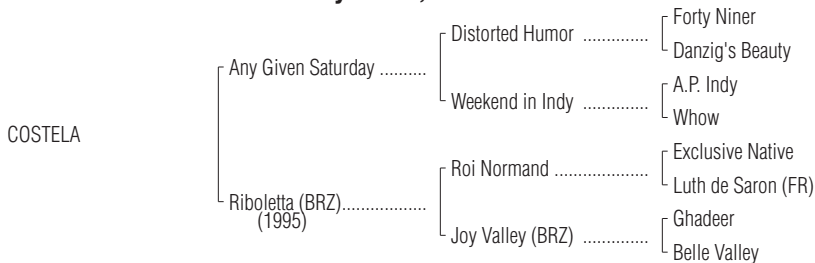 COSTELA
Any Given Saturday ..........
Riboletta (BRZ)..................
(1995)
Distorted Humor ..............
Weekend in Indy ..............
Roi Normand ....................
Joy Valley (BRZ) ..............
Forty Niner
Danzig's Beauty
A.P. Indy
Whow
Exclusive Native
Luth de Saron (FR)
Ghadeer
Belle Valley